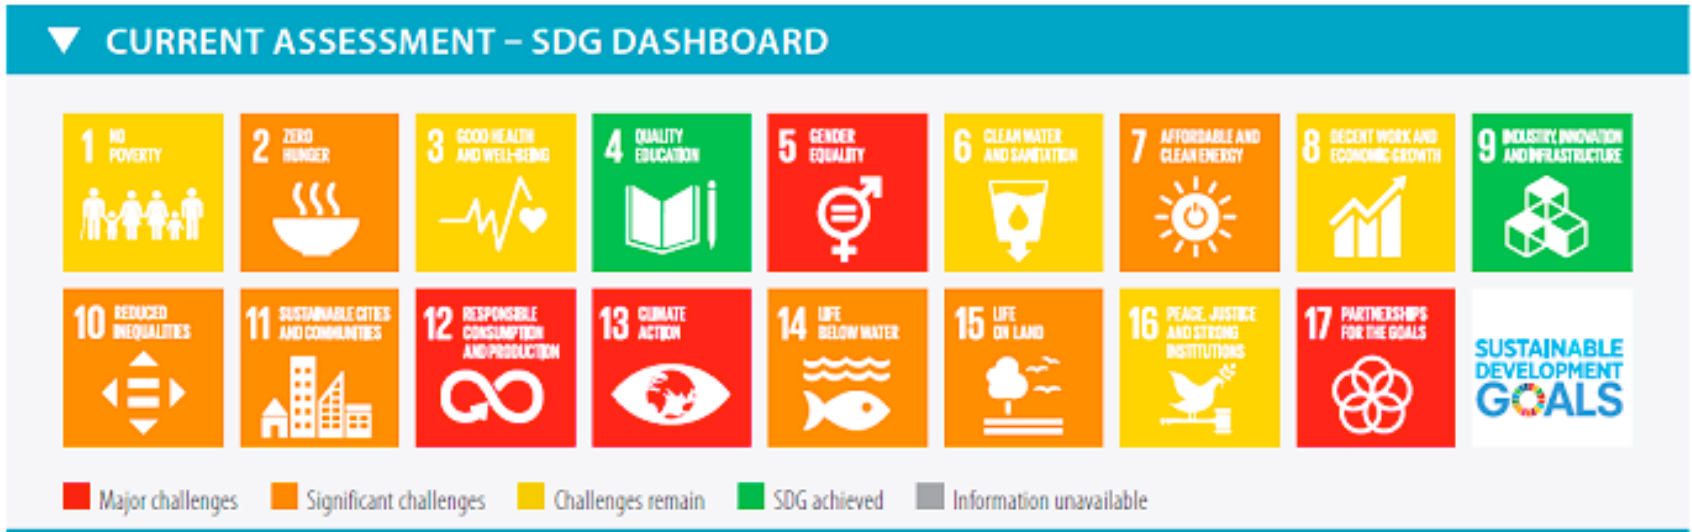 CURRENT ASSESSMENT – SDG DASHBOARD
1 NO
POVERTY
2 ZERO
HUNGER
3 GOOD HEALTH
AND WELL-BEING
4 QUALITY
EDUCATION
5 GENDER
EQUALITY
6 CLEAN WATER
AND SANITATION
7 AFFORDABLE AND
CLEAN ENERGY
8 DECENT WORK AND
ECONOMIC GROWTH
9 INDUSTRY, INNOVATION
AND INFRASTRUCTURE
10 REDUCED
INEQUALITIES
11 SUSTAINABLE CITIES
AND COMMUNITIES
12 RESPONSIBLE
CONSUMPTION
AND PRODUCTION
13 CLIMATE
ACTION
14 LIFE
BELOW WATER
15 LIFE
ON LAND
16 PEACE, JUSTICE
AND STRONG
INSTITUTIONS
17 PARTNERSHIPS
FOR THE GOALS
SUSTAINABLE
DEVELOPMENT
GOALS
Major challenges
Significant challenges
Challenges remain
SDG achieved
Information unavailable